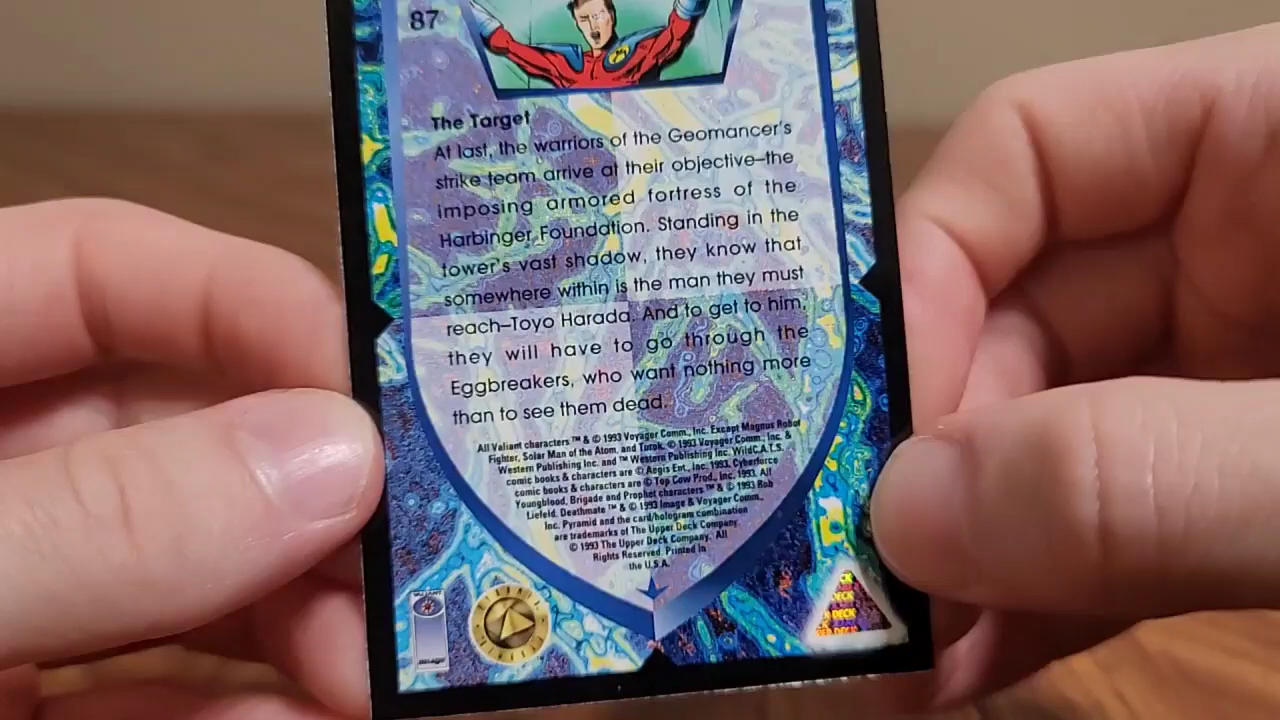 87
The Target
At last, the warriors of the Geomancer's
strike team arrive at their objective–the
imposing armored fortress of the
Harbinger Foundation. Standing in the
tower's vast shadow, they know that
somewhere within is the man they must
reach–Toyo Harada. And to get to him,
they will have to go through the
Eggbreakers, who want nothing more
than to see them dead.
All Valiant characters ™ & © 1993 Voyager Comm., Inc. Except Magnus Robot
Fighter, Solar Man of the Atom, and Turok. © 1993 Voyager Comm., Inc. &
Western Publishing Inc. and ™ Western Publishing Inc. WildC.A.T.S.
comic books & characters are © Aegis Ent., Inc. 1993. Cyberforce
comic books & characters are © Top Cow Prod., Inc. 1993. All
Youngblood, Brigade and Prophet characters ™ & © 1993 Rob
Liefeld. Deathmate ™ & © 1993 Image & Voyager Comm.,
Inc. Pyramid and the card/hologram combination
are trademarks of The Upper Deck Company.
© 1993 The Upper Deck Company. All
Rights Reserved. Printed in
the U.S.A.
VALIANT
image
CK
DECK
R DECK
PER DECK